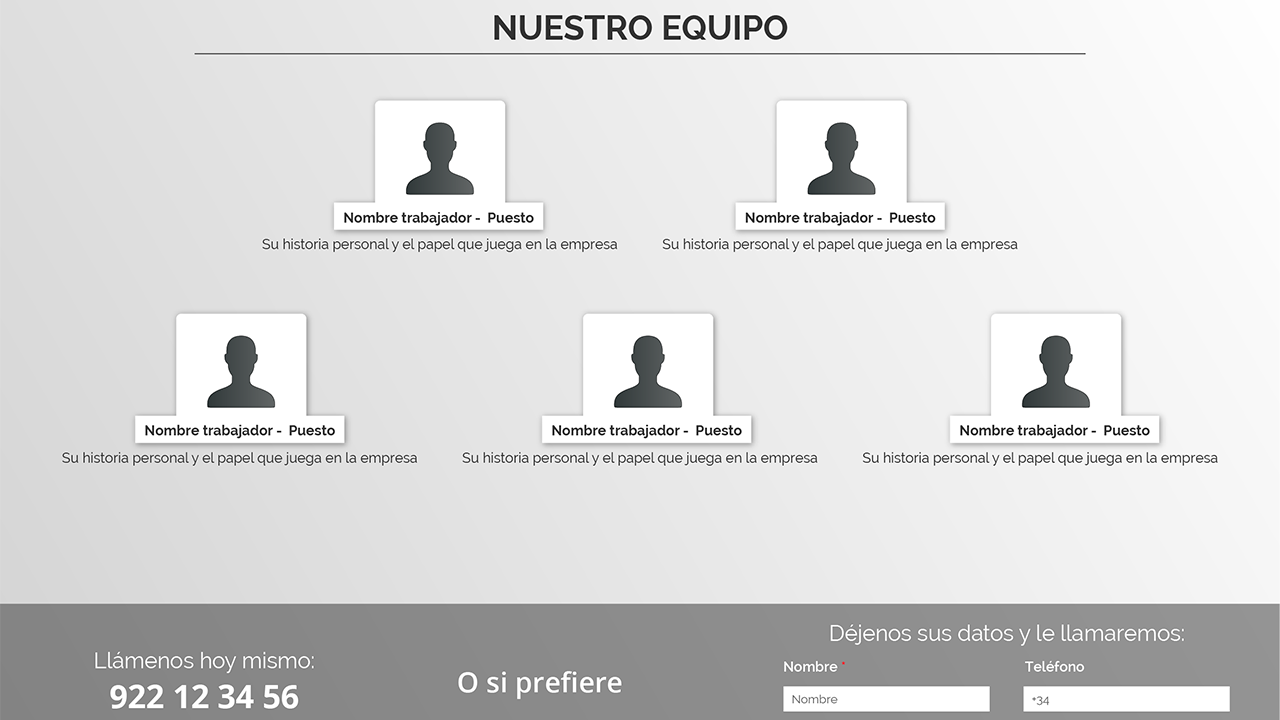 NUESTRO EQUIPO
Nombre trabajador - Puesto
Su historia personal y el papel que juega en la empresa
Nombre trabajador - Puesto
Su historia personal y el papel que juega en la empresa
Nombre trabajador - Puesto
Su historia personal y el papel que juega en la empresa
Nombre trabajador - Puesto
Su historia personal y el papel que juega en la empresa
Nombre trabajador - Puesto
Su historia personal y el papel que juega en la empresa
Llámenos hoy mismo:
922 12 34 56
O si prefiere
Déjenos sus datos y le llamaremos:
Nombre *
Nombre
Teléfono
+34